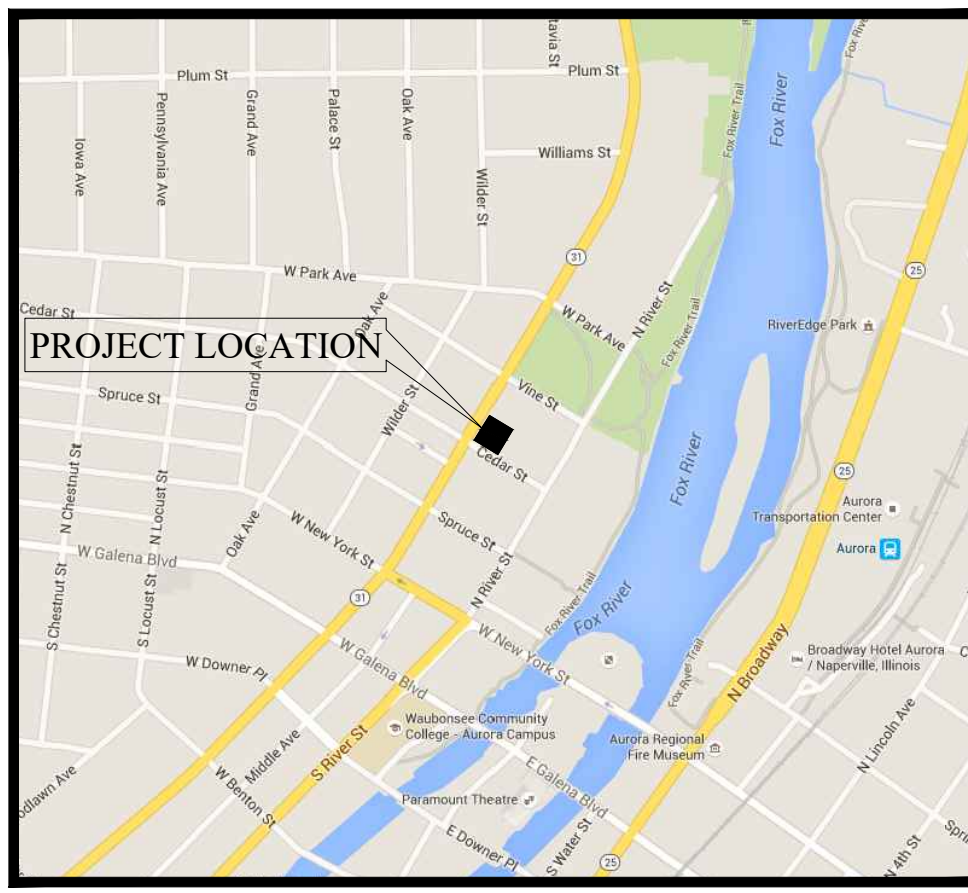 tavia St
Fox Rive
Plum St
Plum St
Fox River
Fox River Trail
Iowa Ave
Pennsylvania Ave
Grand Ave
Palace St
Oak Ave
Williams St
Wilder St
31
W Park Ave
25
Cedar St
Oak Ave
W Park Ave
N River St
Fox River Trail
RiverEdge Park
PROJECT LOCATION
Grand Ave
Spruce St
Wilder St
Vine St
Cedar St
Fox River
25
N Chestnut St
N Locust St
Oak Ave
W New York St
Spruce St
Aurora
Transportation Center
Aurora
W Galena Blvd
31
N River St
Fox River Trail
Fox River
S Chestnut St
S Locust St
W New York St
Fox River Trail
N Broadway
Broadway Hotel Aurora
/ Naperville, Illinois
C
W Downer Pl
W Galena Blvd
Waubonsee Community
College - Aurora Campus
Aurora Regional
Fire Museum
N Lincoln Ave
Middle Ave
S River St
E Galena Blvd
odlawn Ave
W Benton St
Paramount Theatre
E Downer Pl
S Water St
25
N 4th St
Sprin